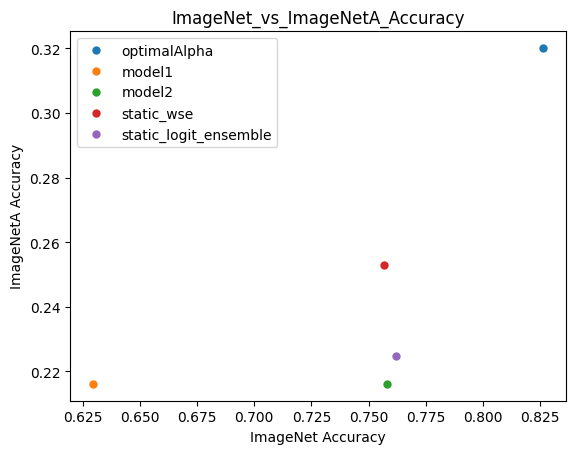 ImageNet_vs_ImageNetA_Accuracy
0.32
0.30
0.28
0.26
0.24
0.22
ImageNetA Accuracy
optimalAlpha
model1
model2
static_wse
static_logit_ensemble
0.625 0.650 0.675 0.700 0.725 0.750 0.775 0.800 0.825
ImageNet Accuracy